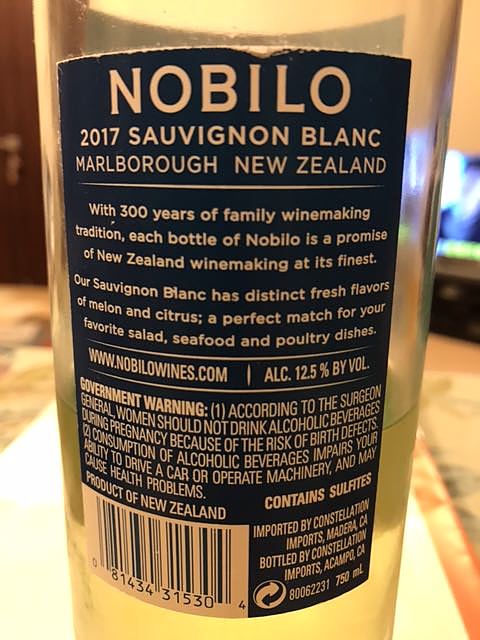 NOBILO
2017 SAUVIGNON BLANC
MARLBOROUGH NEW ZEALAND
With 300 years of family winemaking
tradition, each bottle of Nobilo is a promise
of New Zealand winemaking at its finest.
Our Sauvignon Blanc has distinct fresh flavors
of melon and citrus; a perfect match for your
favorite salad, seafood and poultry dishes.
WWW.NOBILOWINES.COM | ALC. 12.5 % BY VOL.
GOVERNMENT WARNING: (1) ACCORDING TO THE SURGEON
GENERAL, WOMEN SHOULD NOT DRINK ALCOHOLIC BEVERAGES
DURING PREGNANCY BECAUSE OF THE RISK OF BIRTH DEFECTS.
(2) CONSUMPTION OF ALCOHOLIC BEVERAGES IMPAIRS YOUR
ABILITY TO DRIVE A CAR OR OPERATE MACHINERY, AND MAY
CAUSE HEALTH PROBLEMS.
PRODUCT OF NEW ZEALAND
CONTAINS SULFITES
IMPORTED BY CONSTELLATION
IMPORTS, MADERA, CA
BOTTLED BY CONSTELLATION
IMPORTS, ACAMPO, CA
80062231 750 mL
0 81434 31530 4